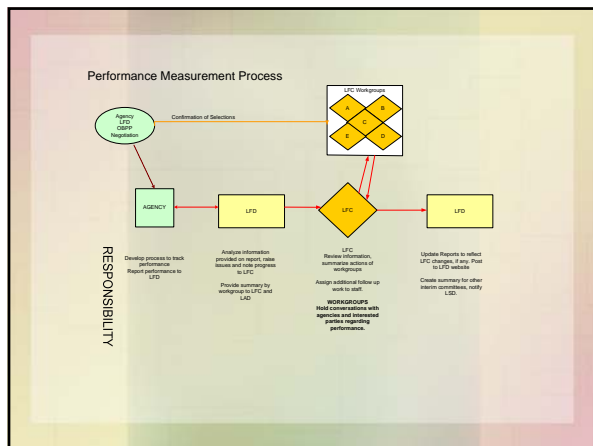 Performance Measurement Process
LFC Workgroups
A
B
C
E
D
Agency
LFD
OBPP
Negotiation
Confirmation of Selections
AGENCY
LFD
LFC
LFD
RESPONSIBILITY
Develop process to track
performance
Report performance to
LFD
Analyze information
provided on report, raise
issues and note progress
to LFC
Provide summary by
workgroup to LFC and
LAD
LFC
Review information,
summarize actions of
workgroups
Assign additional follow up
work to staff.
WORKGROUPS
Hold conversations with
agencies and interested
parties regarding
performance.
Update Reports to reflect
LFC changes, if any. Post
to LFD website
Create summary for other
interim committees, notify
LSD.